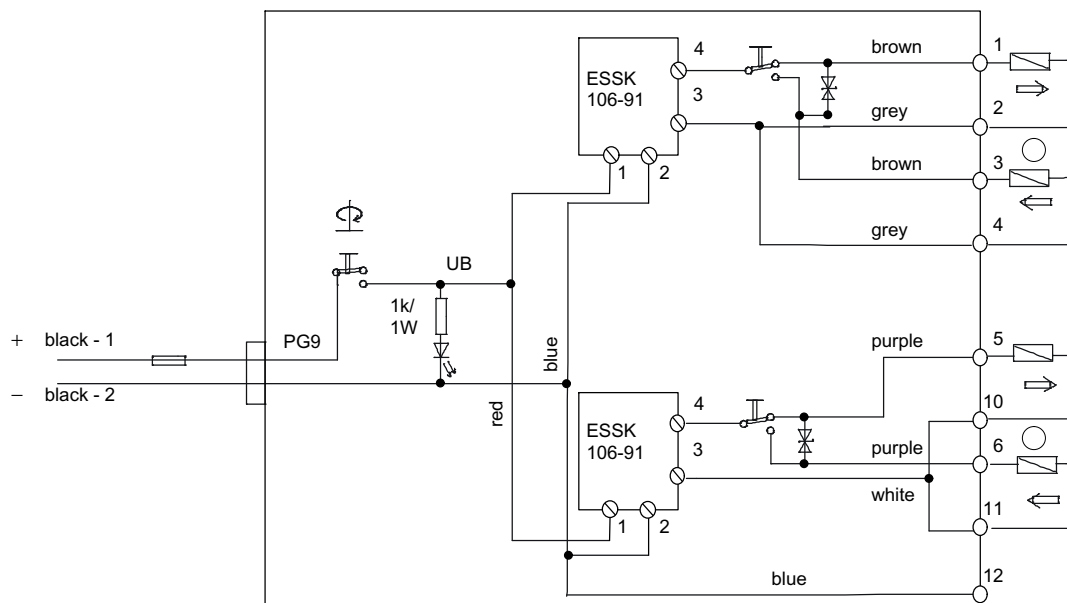 ESSK
106-91
4
3
1
2
brown
1
grey
2
brown
3
grey
4
UB
1k/
1W
PG9
+ black - 1
− black - 2
blue
red
ESSK
106-91
4
3
1
2
purple
5
10
purple
6
white
11
blue
12